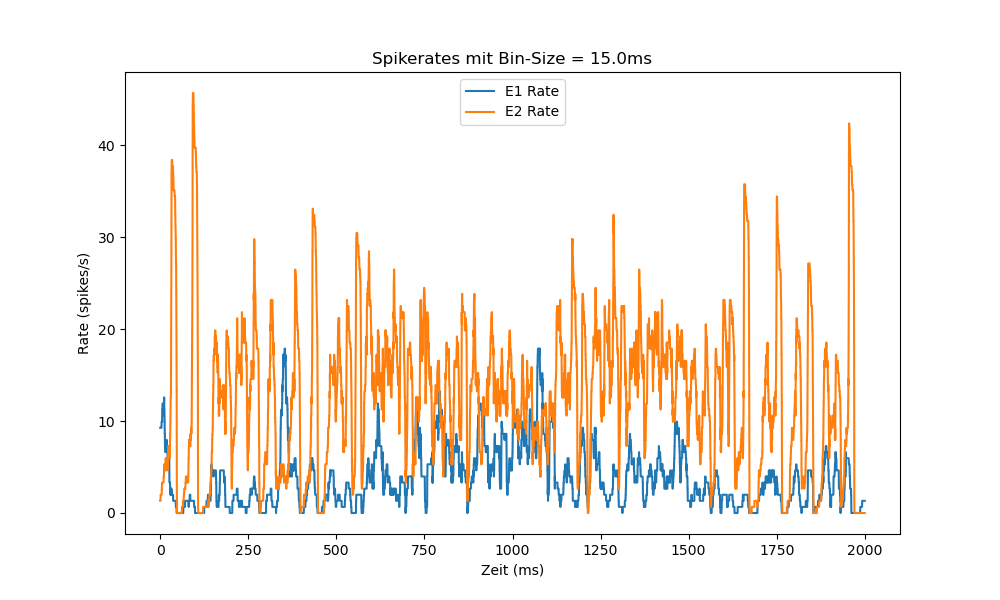 Spikerates mit Bin-Size = 15.0ms
E1 Rate
E2 Rate
Rate (spikes/s)
40
30
20
10
0
0 250 500 750 1000 1250 1500 1750 2000
Zeit (ms)